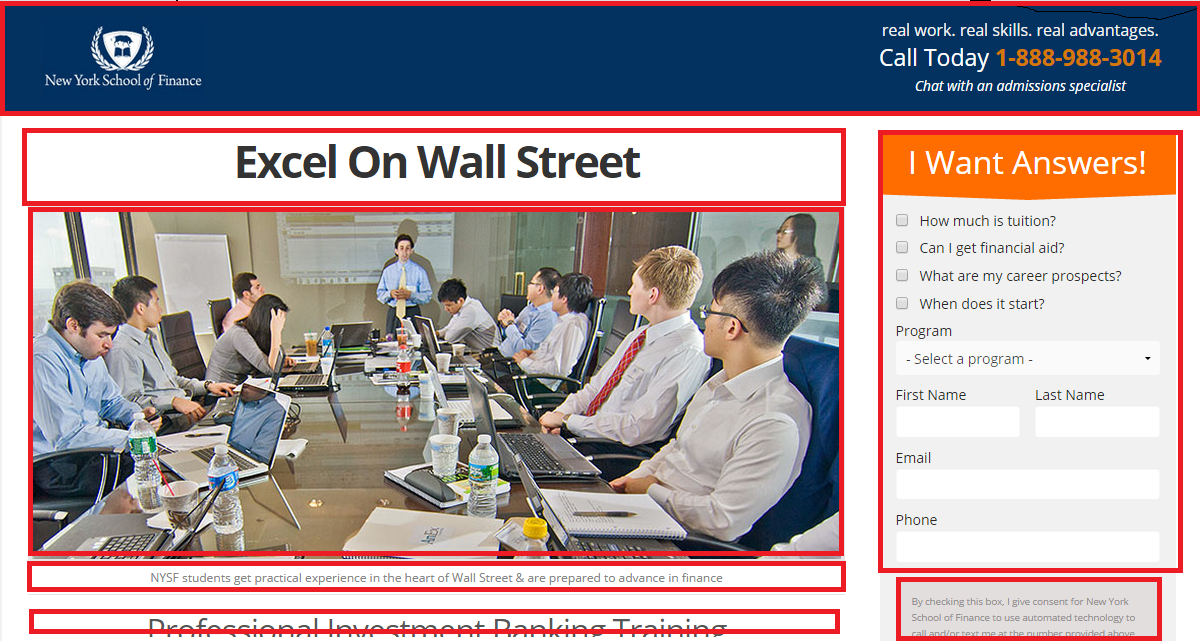 New York School of Finance
real work. real skills. real advantages.
Call Today 1-888-988-3014
Chat with an admissions specialist
Excel On Wall Street
NYSF students get practical experience in the heart of Wall Street & are prepared to advance in finance
Professional Investment Banking Training
I Want Answers!
How much is tuition?
Can I get financial aid?
What are my career prospects?
When does it start?
Program
- Select a program -
First Name Last Name
Email
Phone
By checking this box, I give consent for New York
School of Finance to use automated technology to
call and/or text me at the number provided above